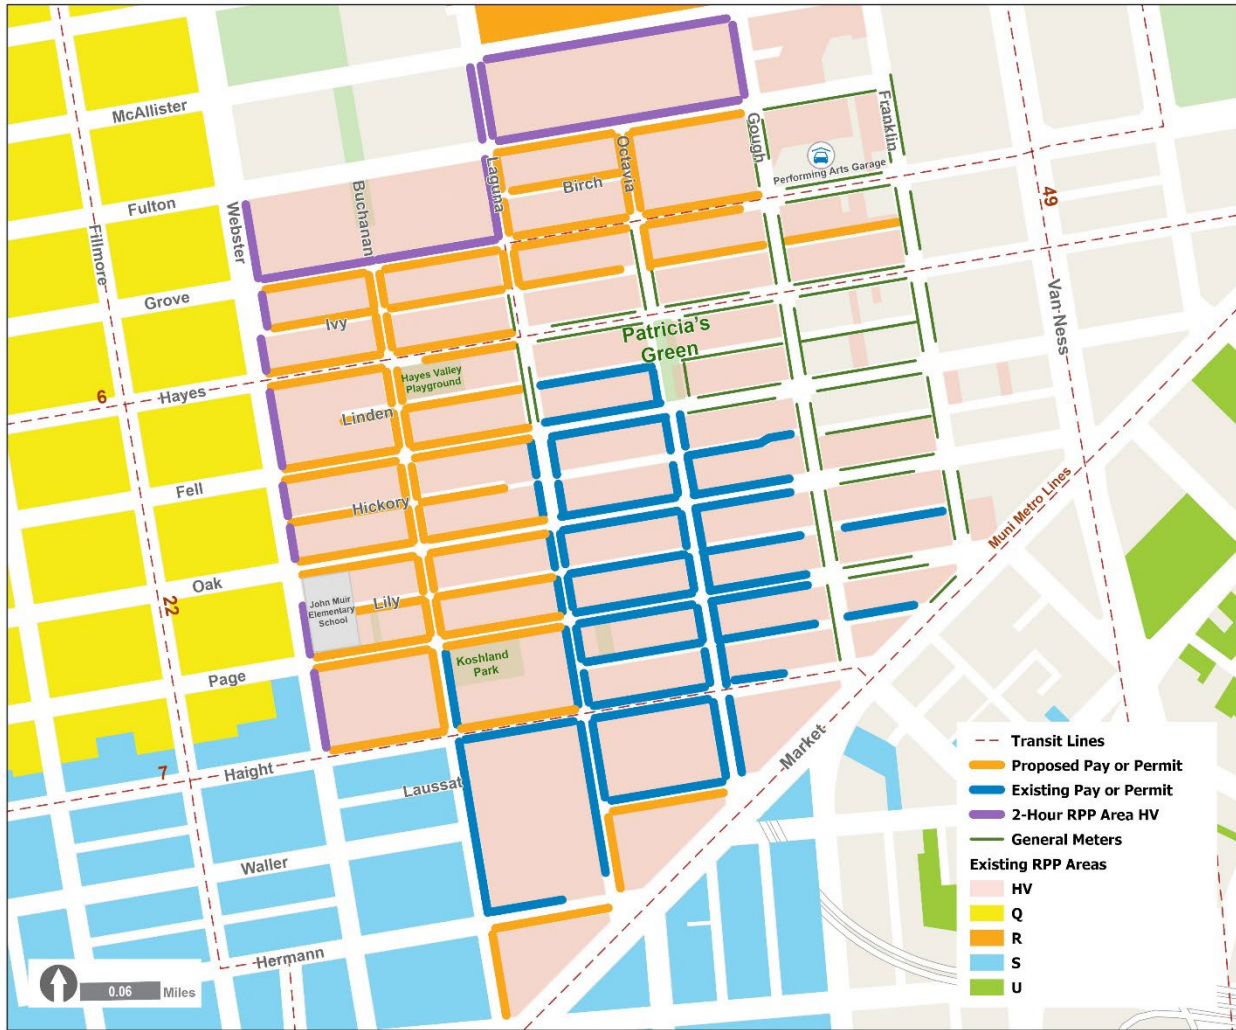 McAllister
Franklin
Gough
Octavia
Laguna
Birch
Performing Arts Garage
Fulton
Buchanan
Webster
Fillmore
49
Grove
Ivy
Van Ness
Patricia's
Green
Hayes Valley
Playground
6
Hayes
Linden
Fell
Hickory
Muni Metro Lines
Oak
22
John Muir
Elementary
School
Lily
Koshland
Park
Page
Market
7
Haight
Laussat
Waller
Hermann
0.06
Miles
Transit Lines
Proposed Pay or Permit
Existing Pay or Permit
2-Hour RPP Area HV
General Meters
Existing RPP Areas
HV
Q
R
S
U